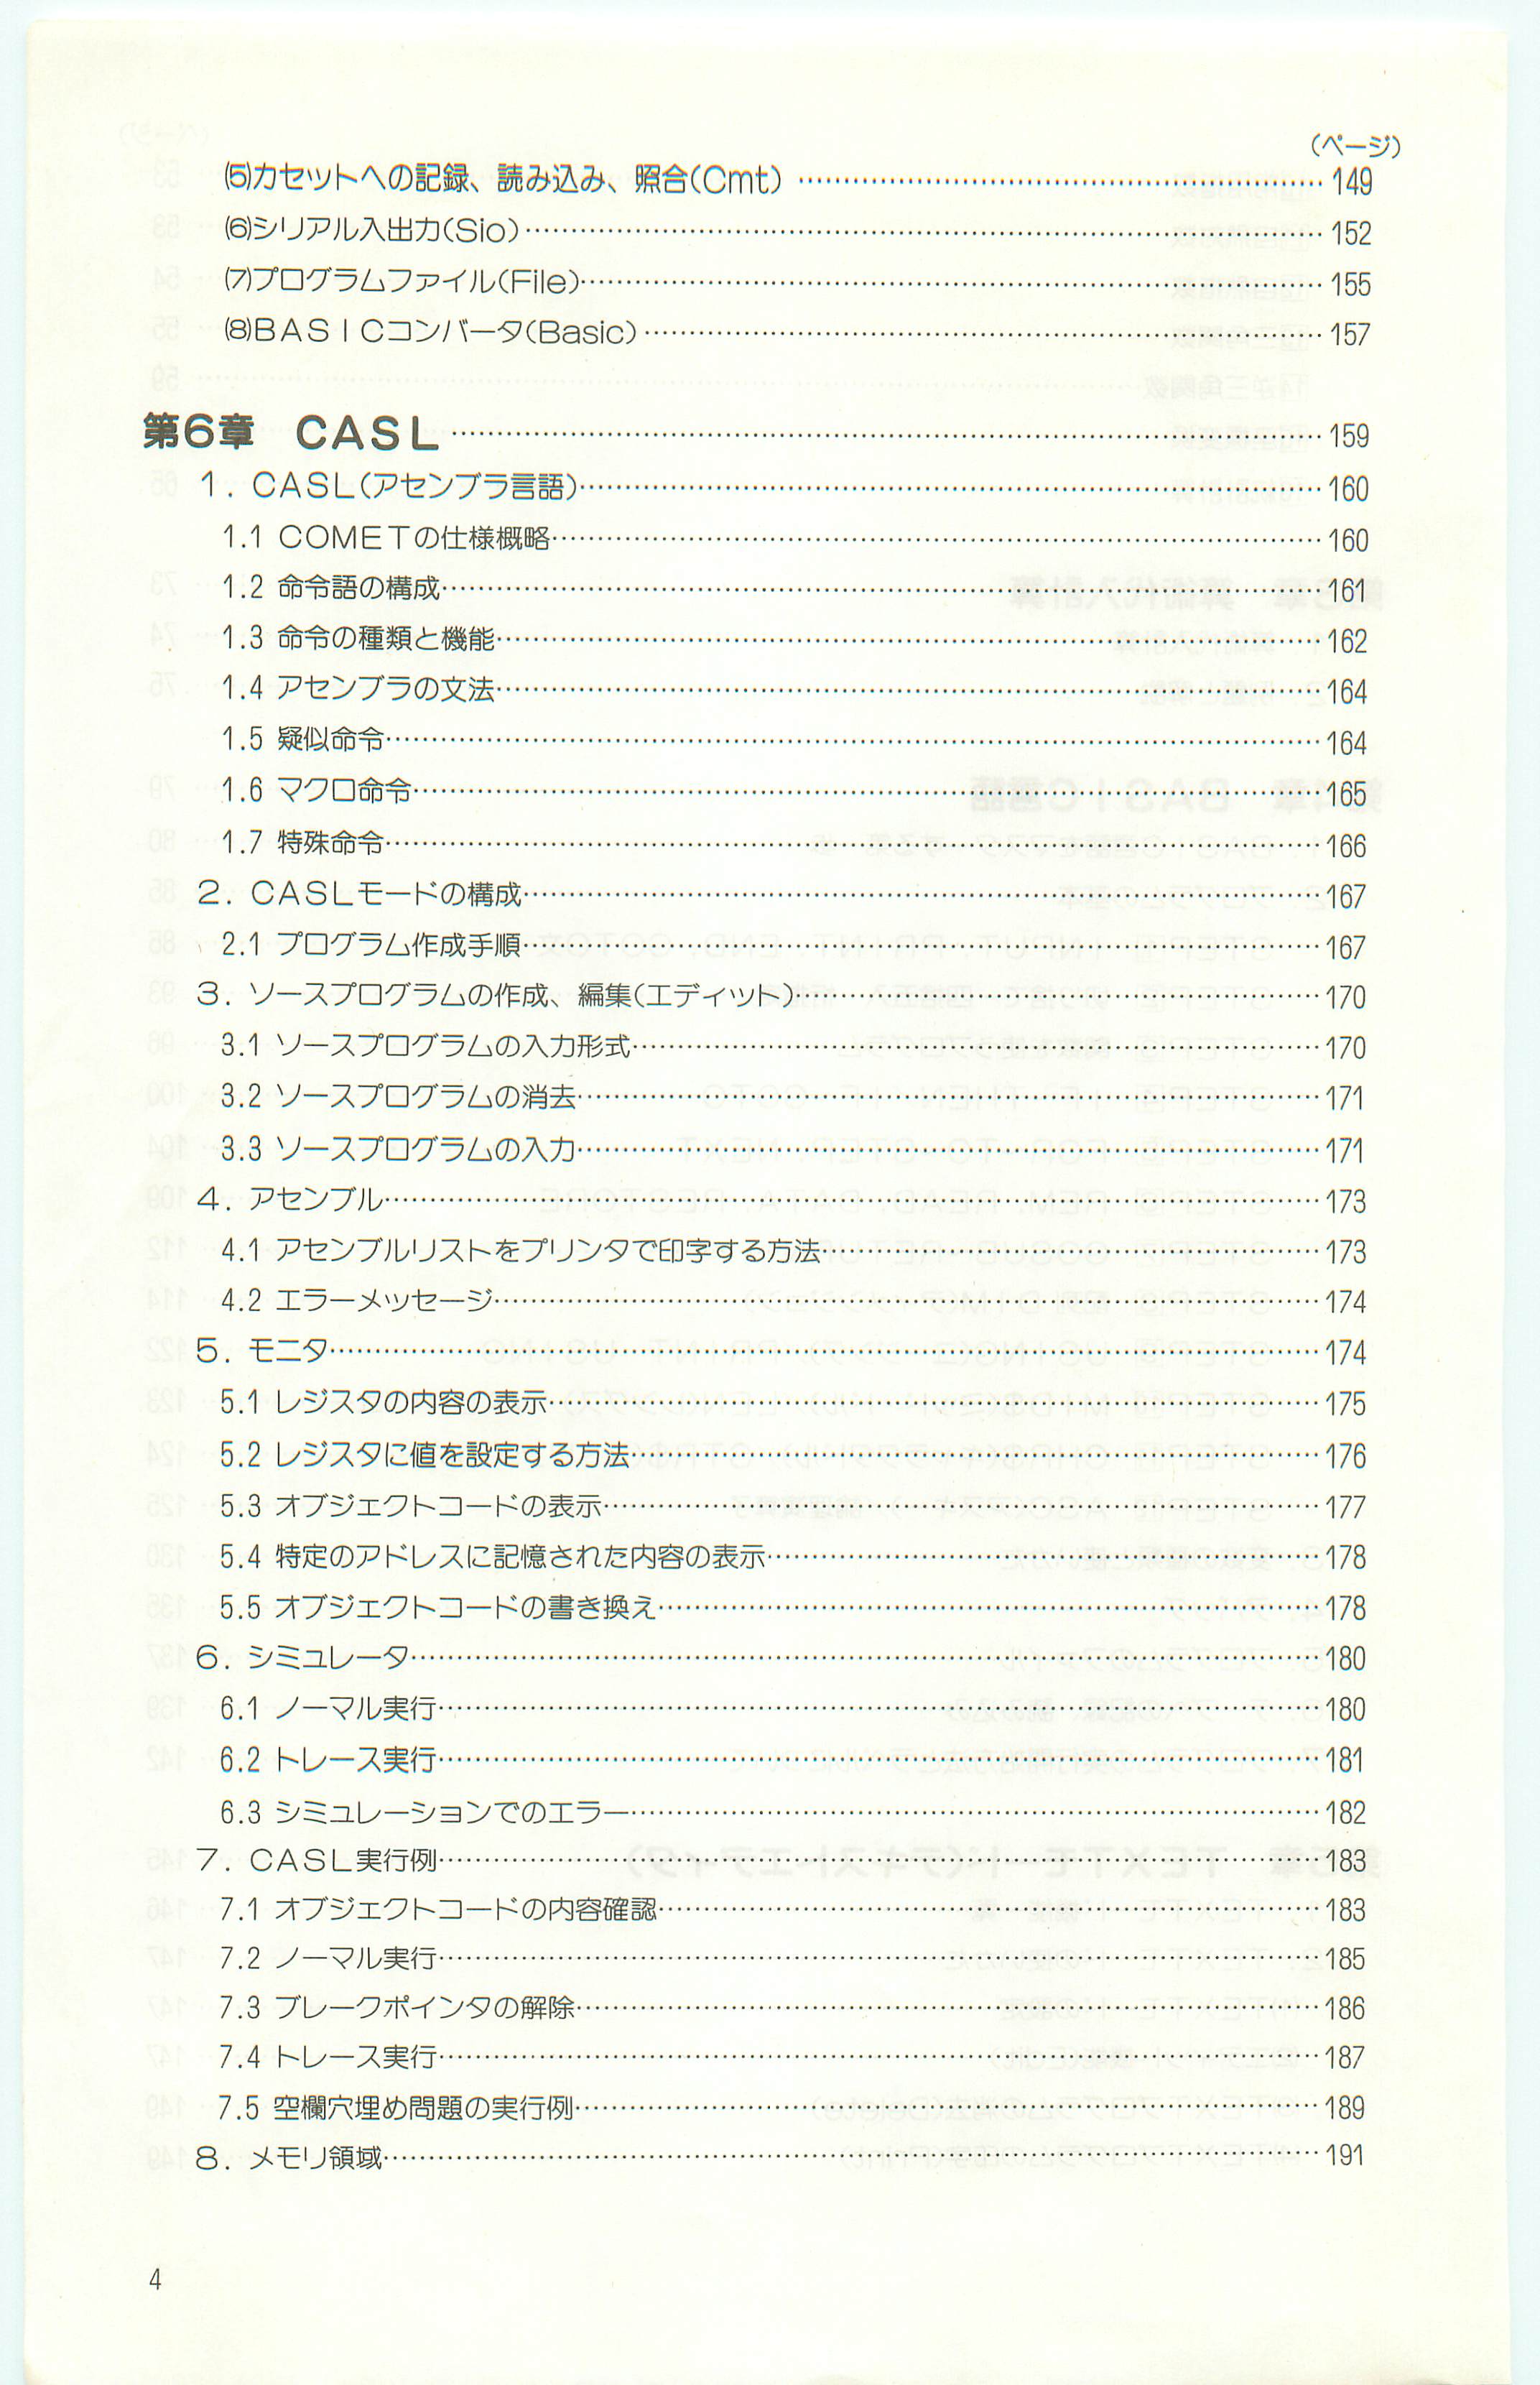 (ページ)
⑸カセットへの記録、読み込み、照合(Cmt) …… 149
⑹シリアル入出力(Sio) …… 152
⑺プログラムファイル(File) …… 155
⑻BASICコンバータ(Basic) …… 157
第6章 CASL …… 159
1. CASL(アセンブラ言語) …… 160
1.1 COMETの仕様概略 …… 160
1.2 命令語の構成 …… 161
1.3 命令の種類と機能 …… 162
1.4 アセンブラの文法 …… 164
1.5 疑似命令 …… 164
1.6 マクロ命令 …… 165
1.7 特殊命令 …… 166
2. CASLモードの構成 …… 167
2.1 プログラム作成手順 …… 167
3. ソースプログラムの作成、編集(エディット) …… 170
3.1 ソースプログラムの入力形式 …… 170
3.2 ソースプログラムの消去 …… 171
3.3 ソースプログラムの入力 …… 171
4. アセンブル …… 173
4.1 アセンブルリストをプリンタで印字する方法 …… 173
4.2 エラーメッセージ …… 174
5. モニタ …… 174
5.1 レジスタの内容の表示 …… 175
5.2 レジスタに値を設定する方法 …… 176
5.3 オブジェクトコードの表示 …… 177
5.4 特定のアドレスに記憶された内容の表示 …… 178
5.5 オブジェクトコードの書き換え …… 178
6. シミュレータ …… 180
6.1 ノーマル実行 …… 180
6.2 トレース実行 …… 181
6.3 シミュレーションでのエラー …… 182
7. CASL実行例 …… 183
7.1 オブジェクトコードの内容確認 …… 183
7.2 ノーマル実行 …… 185
7.3 ブレークポインタの解除 …… 186
7.4 トレース実行 …… 187
7.5 空欄穴埋め問題の実行例 …… 189
8. メモリ領域 …… 191
4